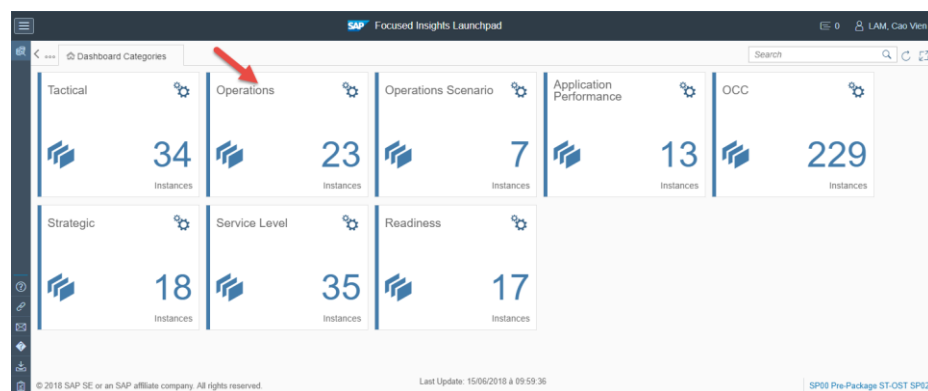 SAP Focused Insights Launchpad
0 LAM, Cao Vien
Dashboard Categories
Search
Tactical
34
Instances
Operations
23
Instances
Operations Scenario
7
Instances
Application
Performance
13
Instances
OCC
229
Instances
Strategic
18
Instances
Service Level
35
Instances
Readiness
17
Instances
© 2018 SAP SE or an SAP affiliate company. All rights reserved.
Last Update: 15/06/2018 à 09:59:36
SP00 Pre-Package ST-OST SP02